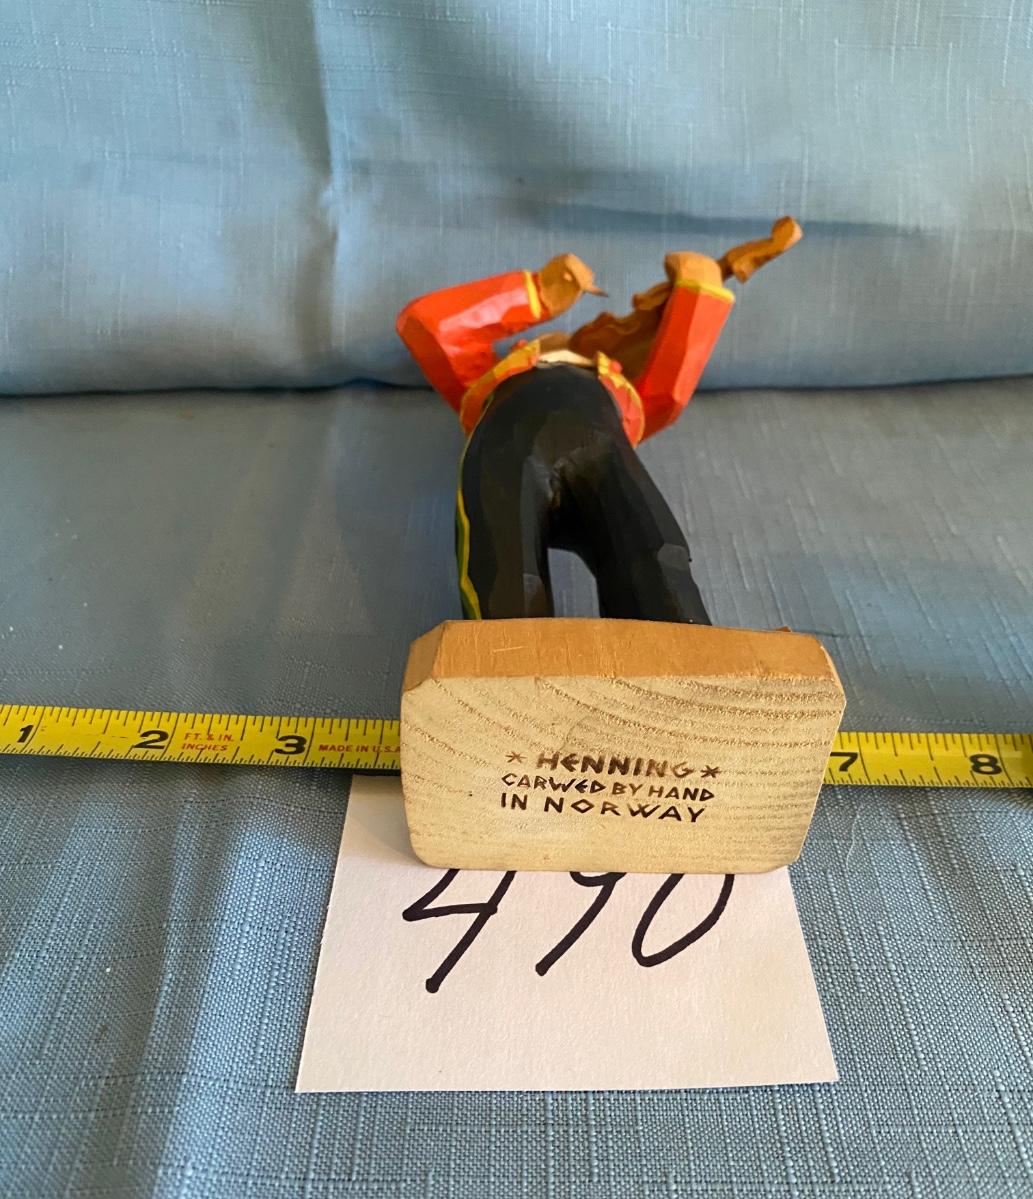 1 2 FT. & IN. 3 MADE IN U.S.A 7 8
INCHES
* HENNING *
CARWED BY HAND
IN NORWAY
490